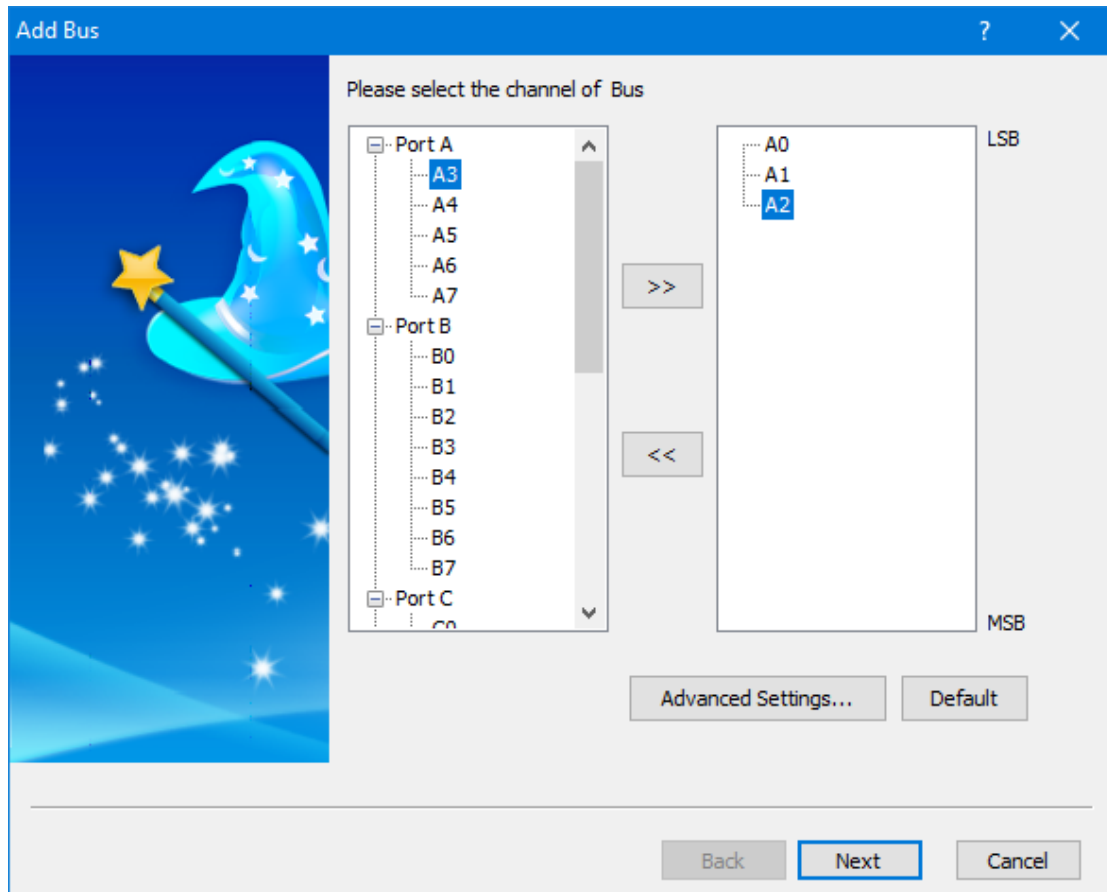 Add Bus
?
Please select the channel of Bus
Port A
A3
A4
A5
A6
A7
Port B
B0
B1
B2
B3
B4
B5
B6
B7
Port C
C0
>>
<<
A0
A1
A2
LSB
MSB
Advanced Settings...
Default
Back
Next
Cancel